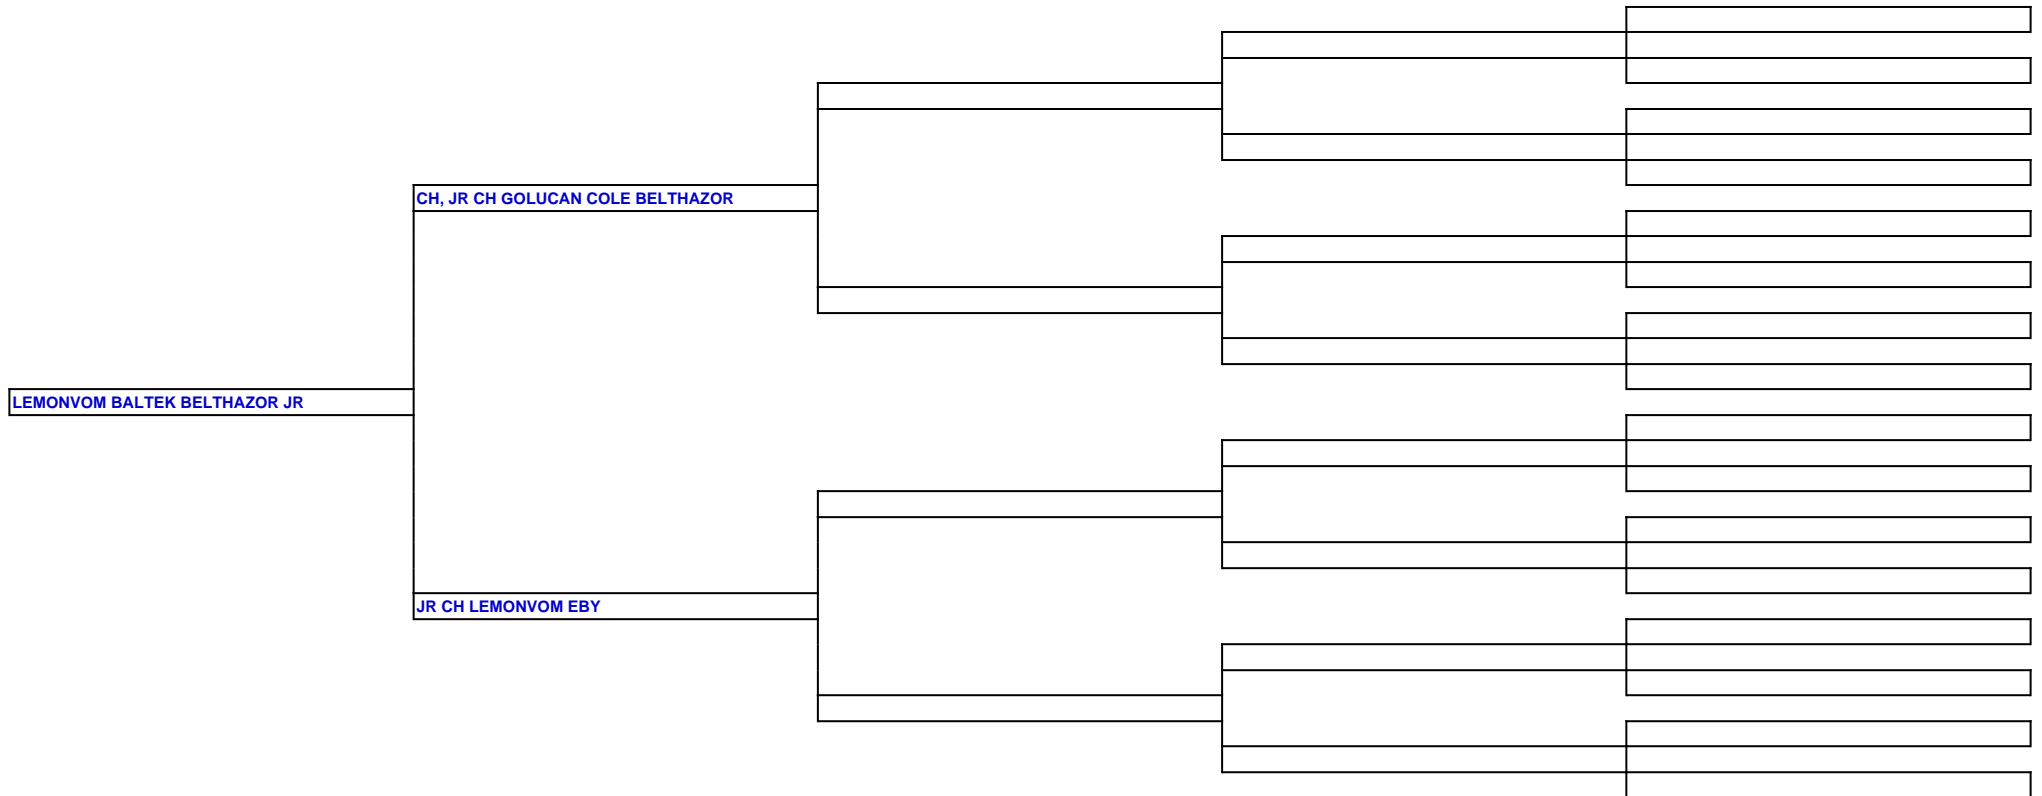 CH, JR CH GOLUCAN COLE BELTHAZOR
LEMONVOM BALTEK BELTHAZOR JR
JR CH LEMONVOM EBY